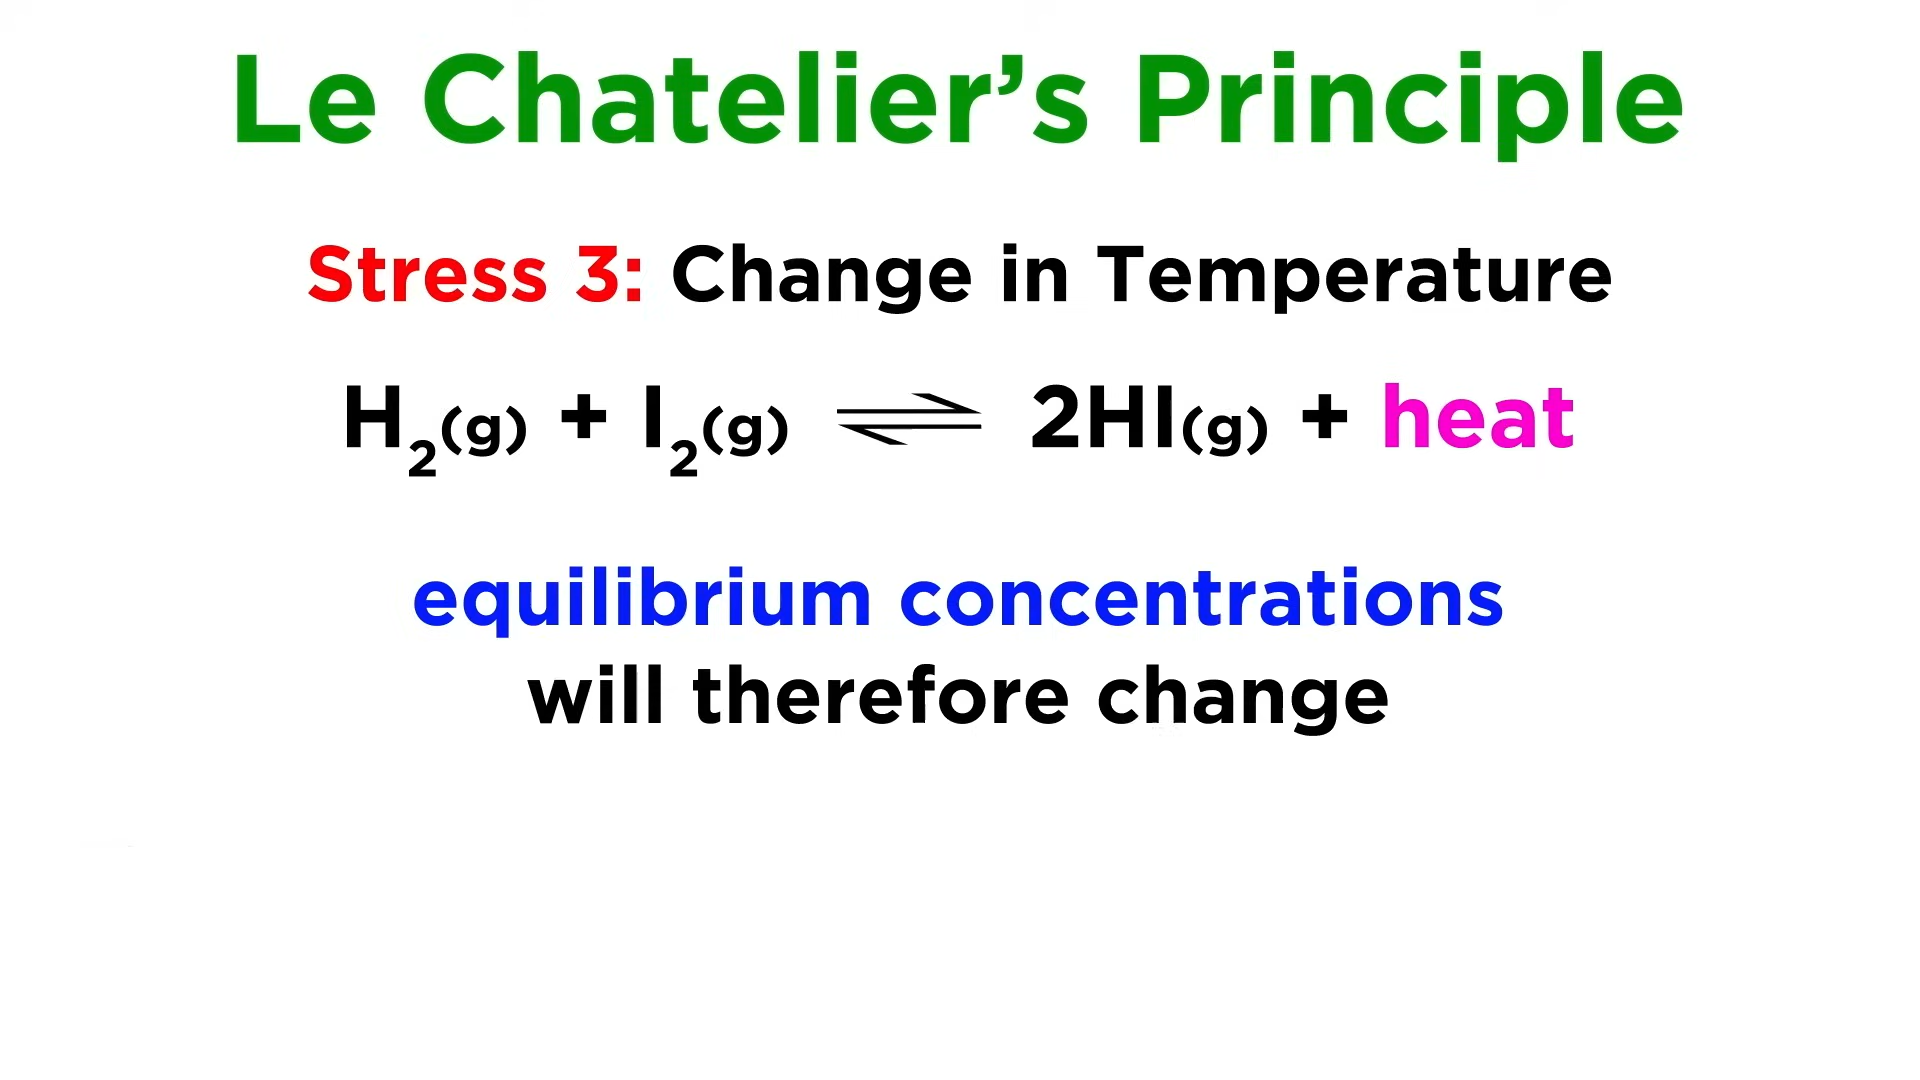 Le Chatelier’s Principle
Stress 3: Change in Temperature
H₂(g) + I₂(g) ⇌ 2HI(g) + heat
equilibrium concentrations
will therefore change